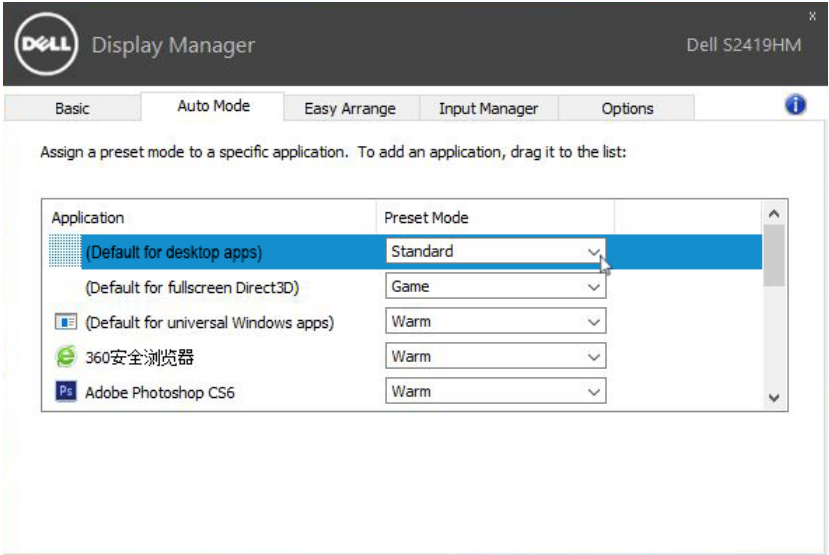 x
DELL Display Manager Dell S2419HM
Basic Auto Mode Easy Arrange Input Manager Options i
Assign a preset mode to a specific application. To add an application, drag it to the list:
Application Preset Mode
(Default for desktop apps) Standard
(Default for fullscreen Direct3D) Game
(Default for universal Windows apps) Warm
360安全浏览器 Warm
Ps Adobe Photoshop CS6 Warm